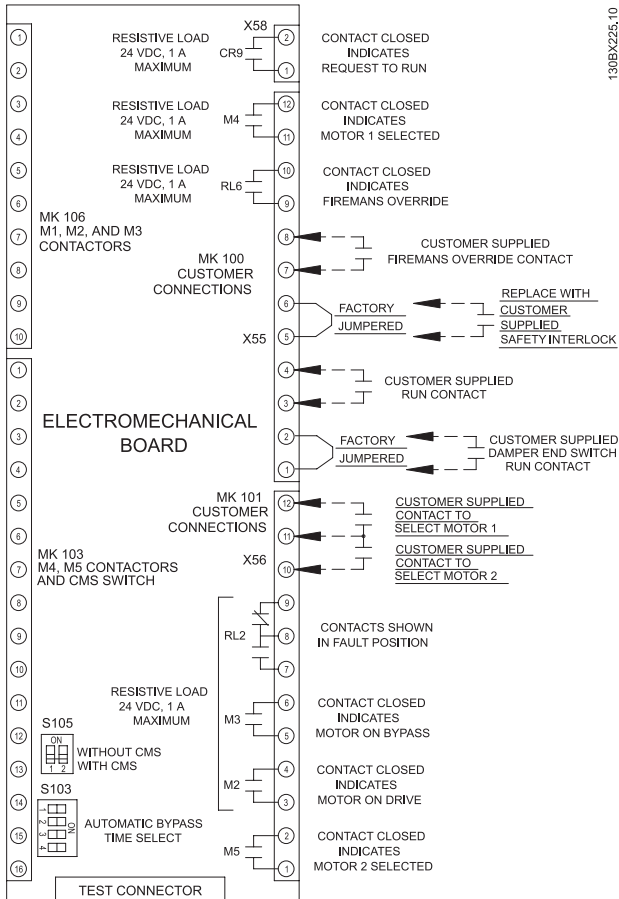 130BX225.10
X58
1
2
3
4
5
6
7
8
9
10
MK 106
M1, M2, AND M3
CONTACTORS
RESISTIVE LOAD
24 VDC, 1 A
MAXIMUM
CR9
2
1
CONTACT CLOSED
INDICATES
REQUEST TO RUN
RESISTIVE LOAD
24 VDC, 1 A
MAXIMUM
M4
12
11
CONTACT CLOSED
INDICATES
MOTOR 1 SELECTED
RESISTIVE LOAD
24 VDC, 1 A
MAXIMUM
RL6
10
9
CONTACT CLOSED
INDICATES
FIREMANS OVERRIDE
MK 100
CUSTOMER
CONNECTIONS
8
7
CUSTOMER SUPPLIED
FIREMANS OVERRIDE CONTACT
X55
6
5
FACTORY
JUMPERED
REPLACE WITH
CUSTOMER
SUPPLIED
SAFETY INTERLOCK
4
3
CUSTOMER SUPPLIED
RUN CONTACT
2
1
FACTORY
JUMPERED
CUSTOMER SUPPLIED
DAMPER END SWITCH
RUN CONTACT
ELECTROMECHANICAL
BOARD
1
2
3
4
5
6
7
8
9
10
11
12
13
14
15
16
MK 103
M4, M5 CONTACTORS
AND CMS SWITCH
MK 101
CUSTOMER
CONNECTIONS
X56
12
11
10
CUSTOMER SUPPLIED
CONTACT TO
SELECT MOTOR 1
CUSTOMER SUPPLIED
CONTACT TO
SELECT MOTOR 2
RL2
9
8
7
CONTACTS SHOWN
IN FAULT POSITION
RESISTIVE LOAD
24 VDC, 1 A
MAXIMUM
M3
6
5
CONTACT CLOSED
INDICATES
MOTOR ON BYPASS
M2
4
3
CONTACT CLOSED
INDICATES
MOTOR ON DRIVE
M5
2
1
CONTACT CLOSED
INDICATES
MOTOR 2 SELECTED
S105
ON
1 2
WITHOUT CMS
WITH CMS
S103
1
2
3
4
ON
AUTOMATIC BYPASS
TIME SELECT
TEST CONNECTOR